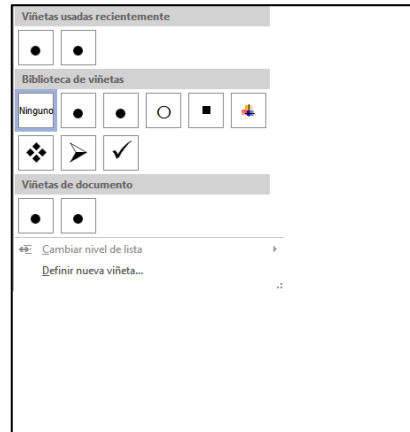 Viñetas usadas recientemente
Biblioteca de viñetas
Ninguno
Viñetas de documento
Cambiar nivel de lista
Definir nueva viñeta...